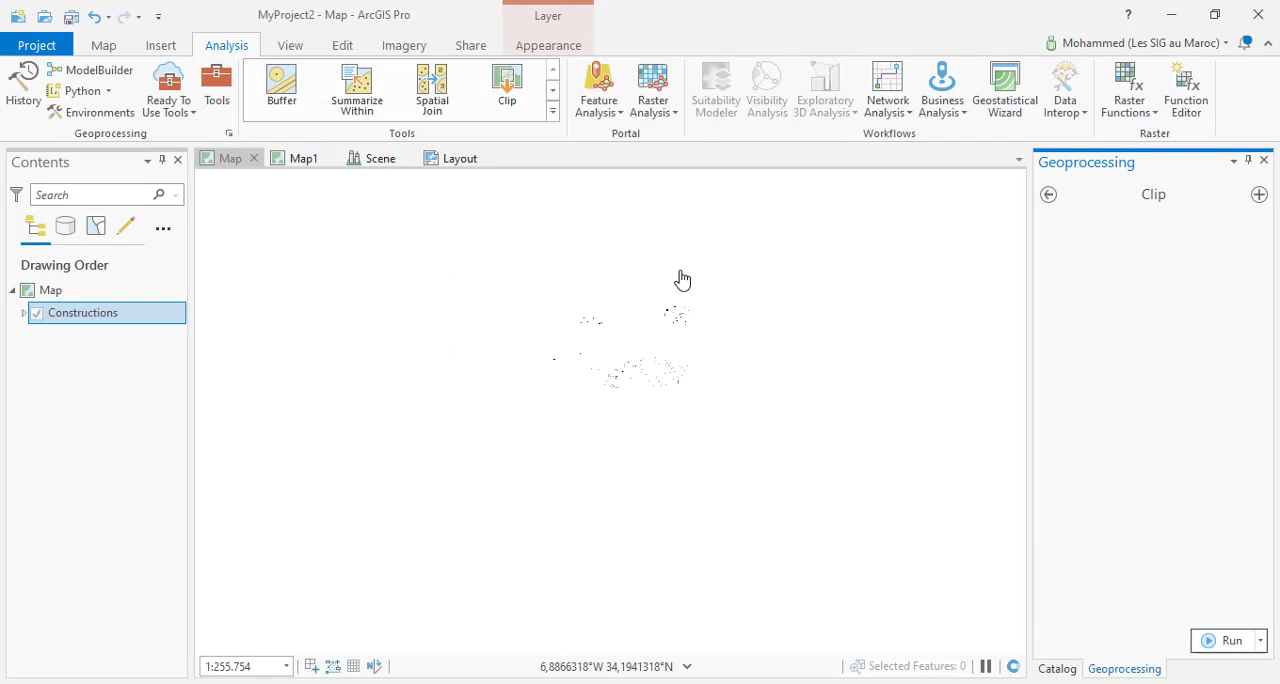 MyProject2 - Map - ArcGIS Pro
Layer
?
Project
Map
Insert
Analysis
View
Edit
Imagery
Share
Appearance
Mohammed (Les SIG au Maroc)
History
ModelBuilder
Python
Environments
Ready To Use Tools
Tools
Geoprocessing
Buffer
Summarize Within
Spatial Join
Clip
Tools
Feature Analysis
Raster Analysis
Portal
Suitability Modeler
Visibility Analysis
Exploratory 3D Analysis
Network Analysis
Business Analysis
Geostatistical Wizard
Data Interop
Workflows
Raster Functions
Function Editor
Raster
Contents
Search
Drawing Order
Map
Constructions
Map
Map1
Scene
Layout
1:255.754
6,8866318°W 34,1941318°N
Selected Features: 0
Geoprocessing
Clip
Run
Catalog
Geoprocessing